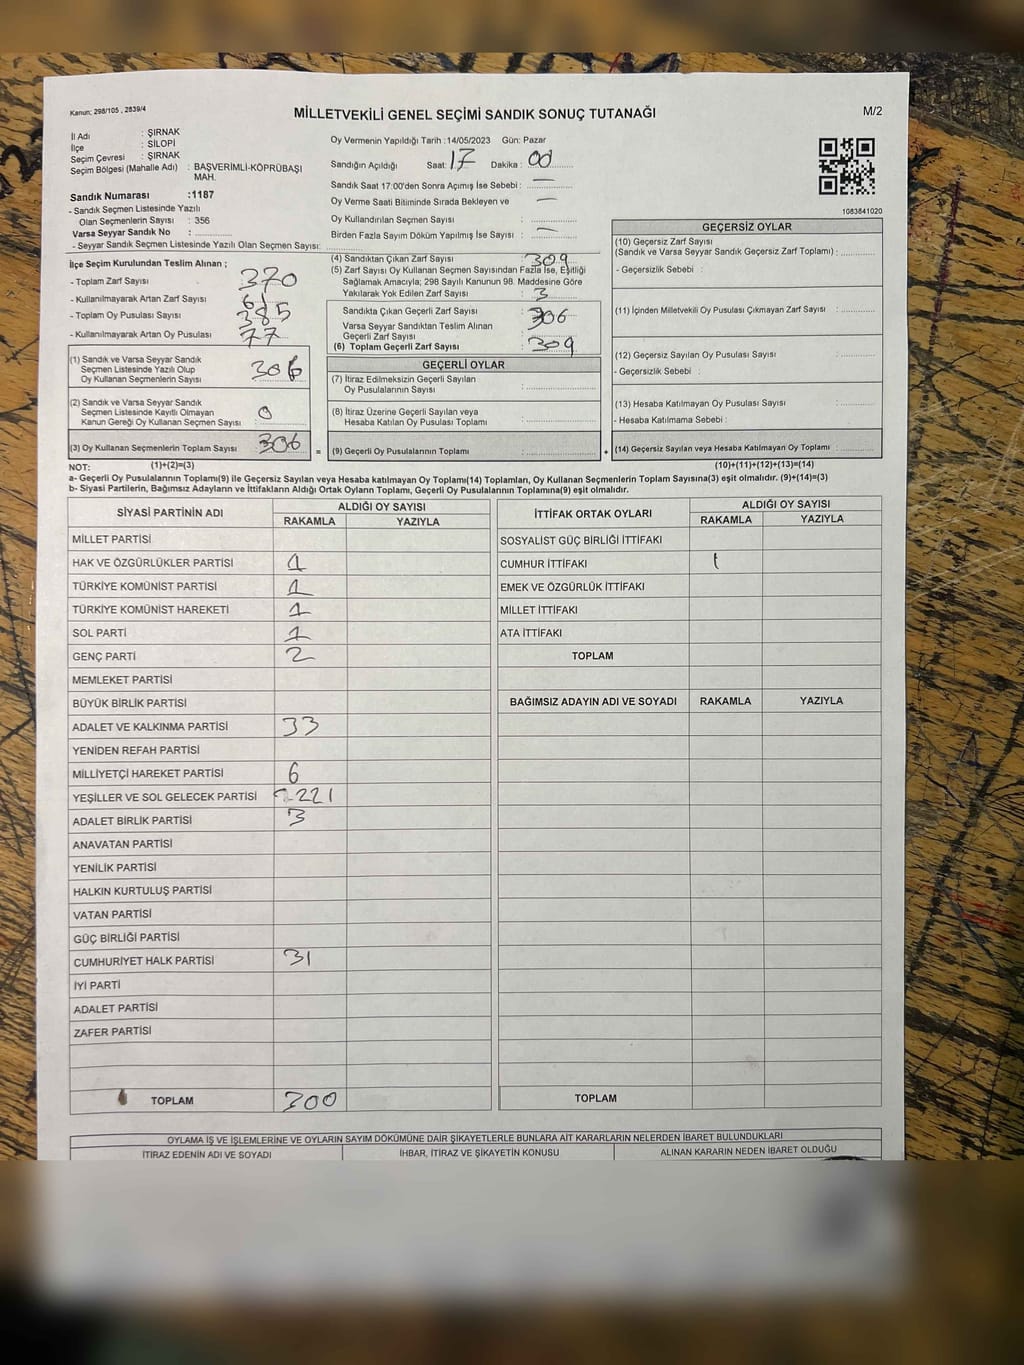 Kanun: 298/105 , 2839/4
MİLLETVEKİLİ GENEL SEÇİMİ SANDIK SONUÇ TUTANAĞI
M/2
İl Adı : ŞIRNAK
İlçe : SİLOPİ
Seçim Çevresi : ŞIRNAK
Seçim Bölgesi (Mahalle Adı) : BAŞVERİMLİ-KÖPRÜBAŞI MAH.
Sandık Numarası :1187
- Sandık Seçmen Listesinde Yazılı
Olan Seçmenlerin Sayısı : 356
Varsa Seyyar Sandık No :
- Seyyar Sandık Seçmen Listesinde Yazılı Olan Seçmen Sayısı:
Oy Vermenin Yapıldığı Tarih :14/05/2023 Gün: Pazar
Sandığın Açıldığı Saat: 17 Dakika : 00
Sandık Saat 17:00'den Sonra Açımış İse Sebebi : —
Oy Verme Saati Bitiminde Sırada Bekleyen ve —
Oy Kullandırılan Seçmen Sayısı :
Birden Fazla Sayım Döküm Yapılmış İse Sayısı : —
1083841020
İlçe Seçim Kurulundan Teslim Alınan ;
- Toplam Zarf Sayısı : 370
- Kullanılmayarak Artan Zarf Sayısı : 61
- Toplam Oy Pusulası Sayısı : 385
- Kullanılmayarak Artan Oy Pusulası : 77
(1) Sandık ve Varsa Seyyar Sandık
Seçmen Listesinde Yazılı Olup
Oy Kullanan Seçmenlerin Sayısı : 306
(2) Sandık ve Varsa Seyyar Sandık
Seçmen Listesinde Kayıtlı Olmayan
Kanun Gereği Oy Kullanan Seçmen Sayısı : 0
(3) Oy Kullanan Seçmenlerin Toplam Sayısı : 306
(4) Sandıktan Çıkan Zarf Sayısı : 309
(5) Zarf Sayısı Oy Kullanan Seçmen Sayısından Fazla İse, Eşitliği
Sağlamak Amacıyla; 298 Sayılı Kanunun 98. Maddesine Göre
Yakılarak Yok Edilen Zarf Sayısı : 3
Sandıkta Çıkan Geçerli Zarf Sayısı : 306
Varsa Seyyar Sandıktan Teslim Alınan
Geçerli Zarf Sayısı :
(6) Toplam Geçerli Zarf Sayısı : 309
GEÇERLİ OYLAR
(7) İtiraz Edilmeksizin Geçerli Sayılan
Oy Pusulalarının Sayısı :
(8) İtiraz Üzerine Geçerli Sayılan veya
Hesaba Katılan Oy Pusulası Toplamı :
= (9) Geçerli Oy Pusulalarının Toplamı :
GEÇERSİZ OYLAR
(10) Geçersiz Zarf Sayısı
(Sandık ve Varsa Seyyar Sandık Geçersiz Zarf Toplamı) :
- Geçersizlik Sebebi :
(11) İçinden Milletvekili Oy Pusulası Çıkmayan Zarf Sayısı :
(12) Geçersiz Sayılan Oy Pusulası Sayısı :
- Geçersizlik Sebebi :
(13) Hesaba Katılmayan Oy Pusulası Sayısı :
- Hesaba Katılmama Sebebi :
+ (14) Geçersiz Sayılan veya Hesaba Katılmayan Oy Toplamı :
NOT: (1)+(2)=(3) (10)+(11)+(12)+(13)=(14)
a- Geçerli Oy Pusulalarının Toplamı(9) ile Geçersiz Sayılan veya Hesaba katılmayan Oy Toplamı(14) Toplamları, Oy Kullanan Seçmenlerin Toplam Sayısına(3) eşit olmalıdır. (9)+(14)=(3)
b- Siyasi Partilerin, Bağımsız Adayların ve İttifakların Aldığı Ortak Oyların Toplamı, Geçerli Oy Pusulalarının Toplamına(9) eşit olmalıdır.
SİYASİ PARTİNİN ADI ALDIĞI OY SAYISI
RAKAMLA YAZIYLA
MİLLET PARTİSİ
HAK VE ÖZGÜRLÜKLER PARTİSİ 1
TÜRKİYE KOMÜNİST PARTİSİ 1
TÜRKİYE KOMÜNİST HAREKETİ 1
SOL PARTİ 1
GENÇ PARTİ 2
MEMLEKET PARTİSİ
BÜYÜK BİRLİK PARTİSİ
ADALET VE KALKINMA PARTİSİ 33
YENİDEN REFAH PARTİSİ
MİLLİYETÇİ HAREKET PARTİSİ 6
YEŞİLLER VE SOL GELECEK PARTİSİ 221
ADALET BİRLİK PARTİSİ 3
ANAVATAN PARTİSİ
YENİLİK PARTİSİ
HALKIN KURTULUŞ PARTİSİ
VATAN PARTİSİ
GÜÇ BİRLİĞİ PARTİSİ
CUMHURİYET HALK PARTİSİ 31
İYİ PARTİ
ADALET PARTİSİ
ZAFER PARTİSİ
TOPLAM 300
İTTİFAK ORTAK OYLARI ALDIĞI OY SAYISI
RAKAMLA YAZIYLA
SOSYALİST GÜÇ BİRLİĞİ İTTİFAKI
CUMHUR İTTİFAKI 1
EMEK VE ÖZGÜRLÜK İTTİFAKI
MİLLET İTTİFAKI
ATA İTTİFAKI
TOPLAM
BAĞIMSIZ ADAYIN ADI VE SOYADI RAKAMLA YAZIYLA
TOPLAM
OYLAMA İŞ VE İŞLEMLERİNE VE OYLARIN SAYIM DÖKÜMÜNE DAİR ŞİKAYETLERLE BUNLARA AİT KARARLARIN NELERDEN İBARET BULUNDUKLARI
İTİRAZ EDENİN ADI VE SOYADI İHBAR, İTİRAZ VE ŞİKAYETİN KONUSU ALINAN KARARIN NEDEN İBARET OLDUĞU